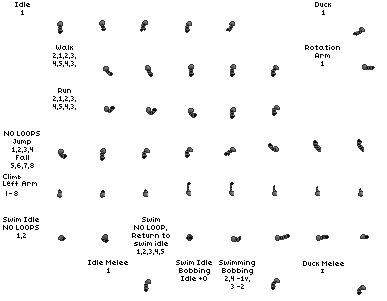 Idle
1
Duck
1
Walk
2,1,2,3,
4,5,4,3,
Rotation
Arm
1
Run
2,1,2,3,
4,5,4,3,
NO LOOPS
Jump
1,2,3,4
Fall
5,6,7,8
Climb
Left Arm
1-8
Swim Idle
NO LOOPS
1,2
Swim
NO LOOP,
Return to
swim idle
1,2,3,4,5
Idle Melee
1
Swim Idle
Bobbing
Idle +0
Swimming
Bobbing
2,4 -1v,
3 -2
Duck Melee
1